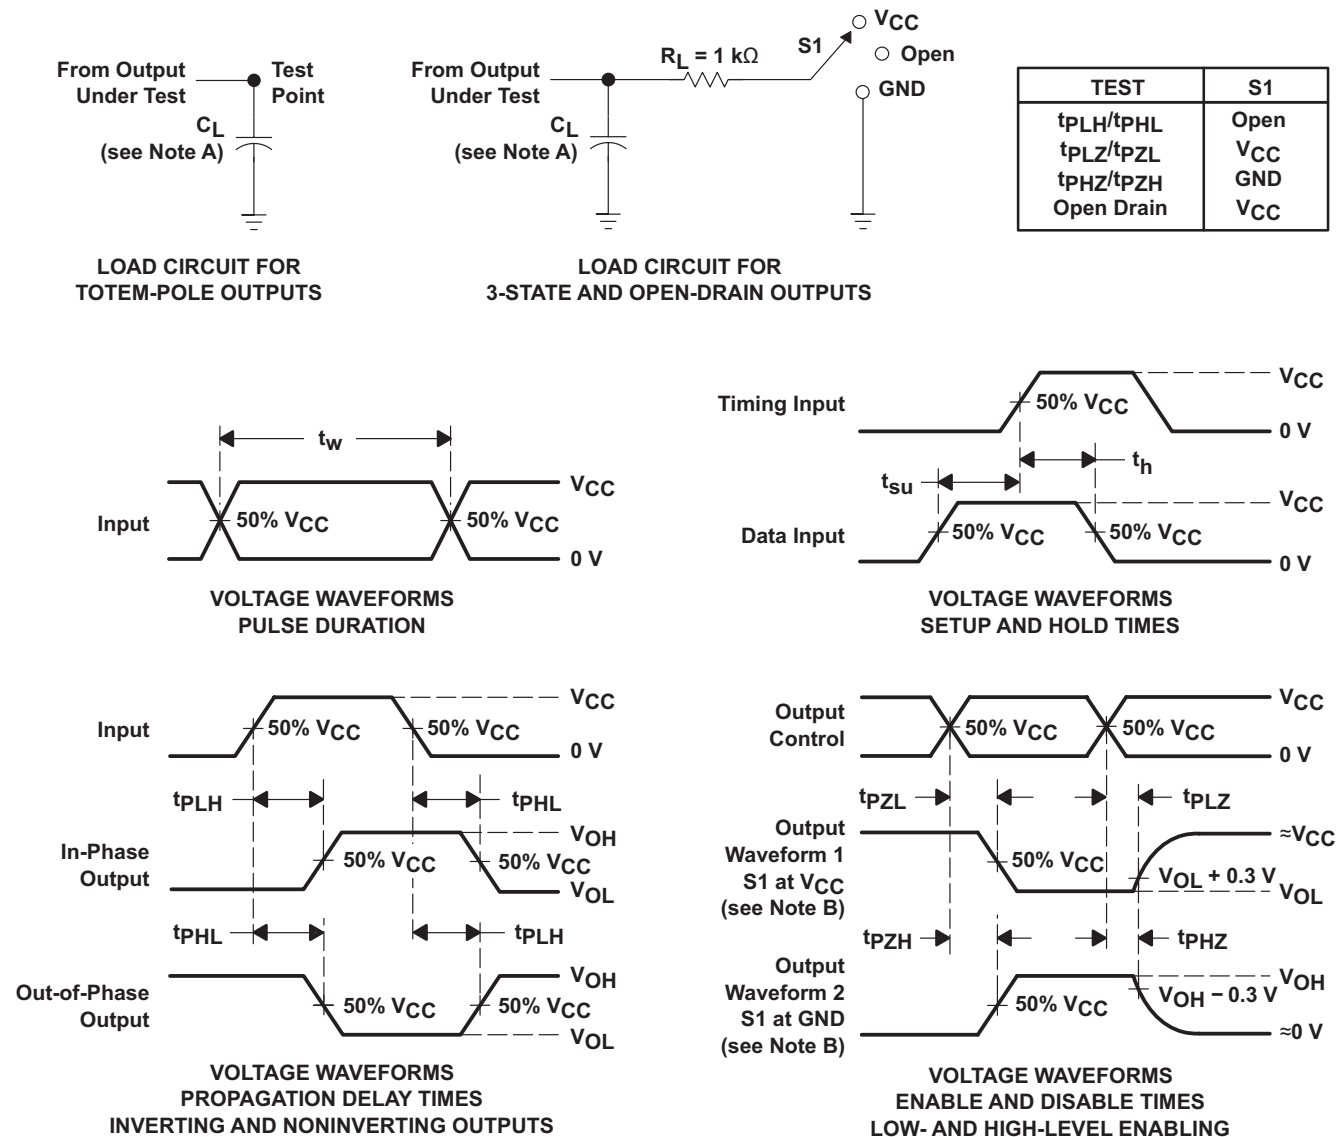 From Output
Under Test
Test
Point
CL
(see Note A)
LOAD CIRCUIT FOR
TOTEM-POLE OUTPUTS
From Output
Under Test
RL = 1 kΩ
S1
VCC
Open
GND
CL
(see Note A)
LOAD CIRCUIT FOR
3-STATE AND OPEN-DRAIN OUTPUTS
TEST S1
tPLH/tPHL Open
tPLZ/tPZL VCC
tPHZ/tPZH GND
Open Drain VCC
tw
Input
50% VCC
50% VCC
VCC
0 V
VOLTAGE WAVEFORMS
PULSE DURATION
Timing Input
50% VCC
VCC
0 V
th
tsu
Data Input
50% VCC
50% VCC
VCC
0 V
VOLTAGE WAVEFORMS
SETUP AND HOLD TIMES
Input
50% VCC
50% VCC
VCC
0 V
tPLH
tPHL
In-Phase
Output
50% VCC
50% VCC
VOH
VOL
tPHL
tPLH
Out-of-Phase
Output
50% VCC
50% VCC
VOH
VOL
VOLTAGE WAVEFORMS
PROPAGATION DELAY TIMES
INVERTING AND NONINVERTING OUTPUTS
Output
Control
50% VCC
50% VCC
VCC
0 V
tPZL
tPLZ
Output
Waveform 1
S1 at VCC
(see Note B)
50% VCC
VOL + 0.3 V
≈VCC
VOL
tPZH
tPHZ
Output
Waveform 2
S1 at GND
(see Note B)
50% VCC
VOH − 0.3 V
VOH
≈0 V
VOLTAGE WAVEFORMS
ENABLE AND DISABLE TIMES
LOW- AND HIGH-LEVEL ENABLING